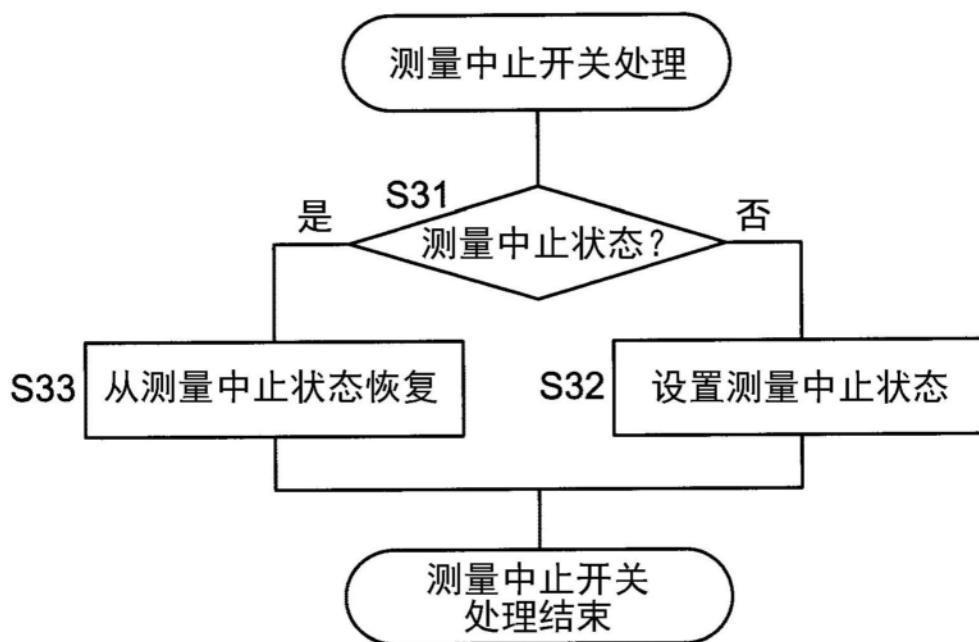 测量中止开关处理
S31
是
测量中止状态？
否
S33
从测量中止状态恢复
S32
设置测量中止状态
测量中止开关
处理结束